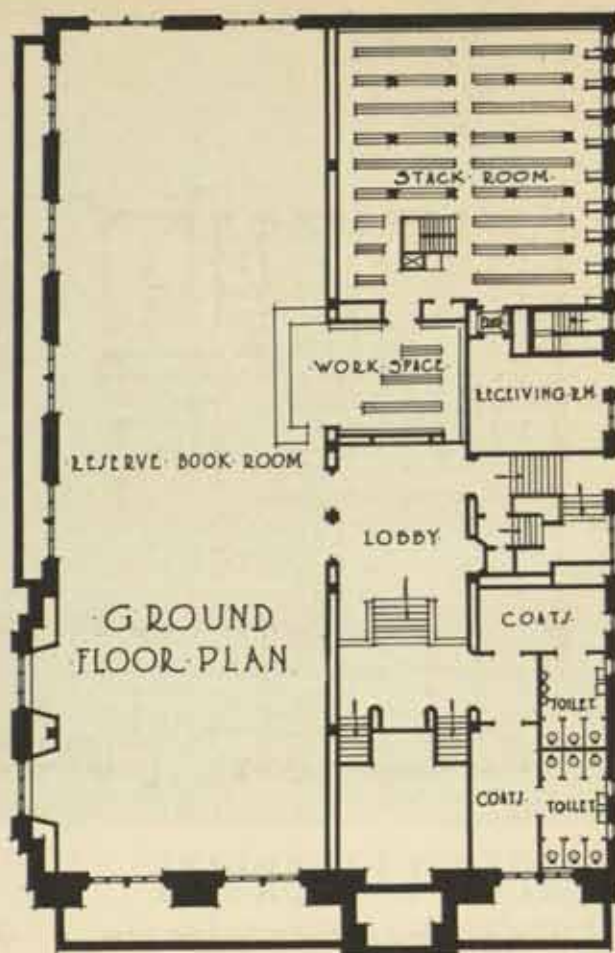 STACK · ROOM
· WORK · SPACE ·
RECEIVING · RM.
RESERVE · BOOK · ROOM
LOBBY
· GROUND
FLOOR · PLAN
COATS ·
TOILET
COATS ·
TOILET